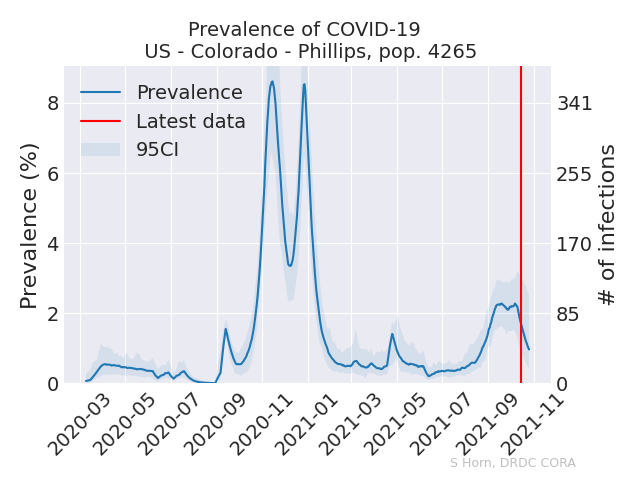 Prevalence of COVID-19
US - Colorado - Phillips, pop. 4265
Prevalence
Latest data
95CI
Prevalence (%)
8
6
4
2
0
341
255
170
85
0
# of infections
2020-03
2020-05
2020-07
2020-09
2020-11
2021-01
2021-03
2021-05
2021-07
2021-09
2021-11
S Horn, DRDC CORA